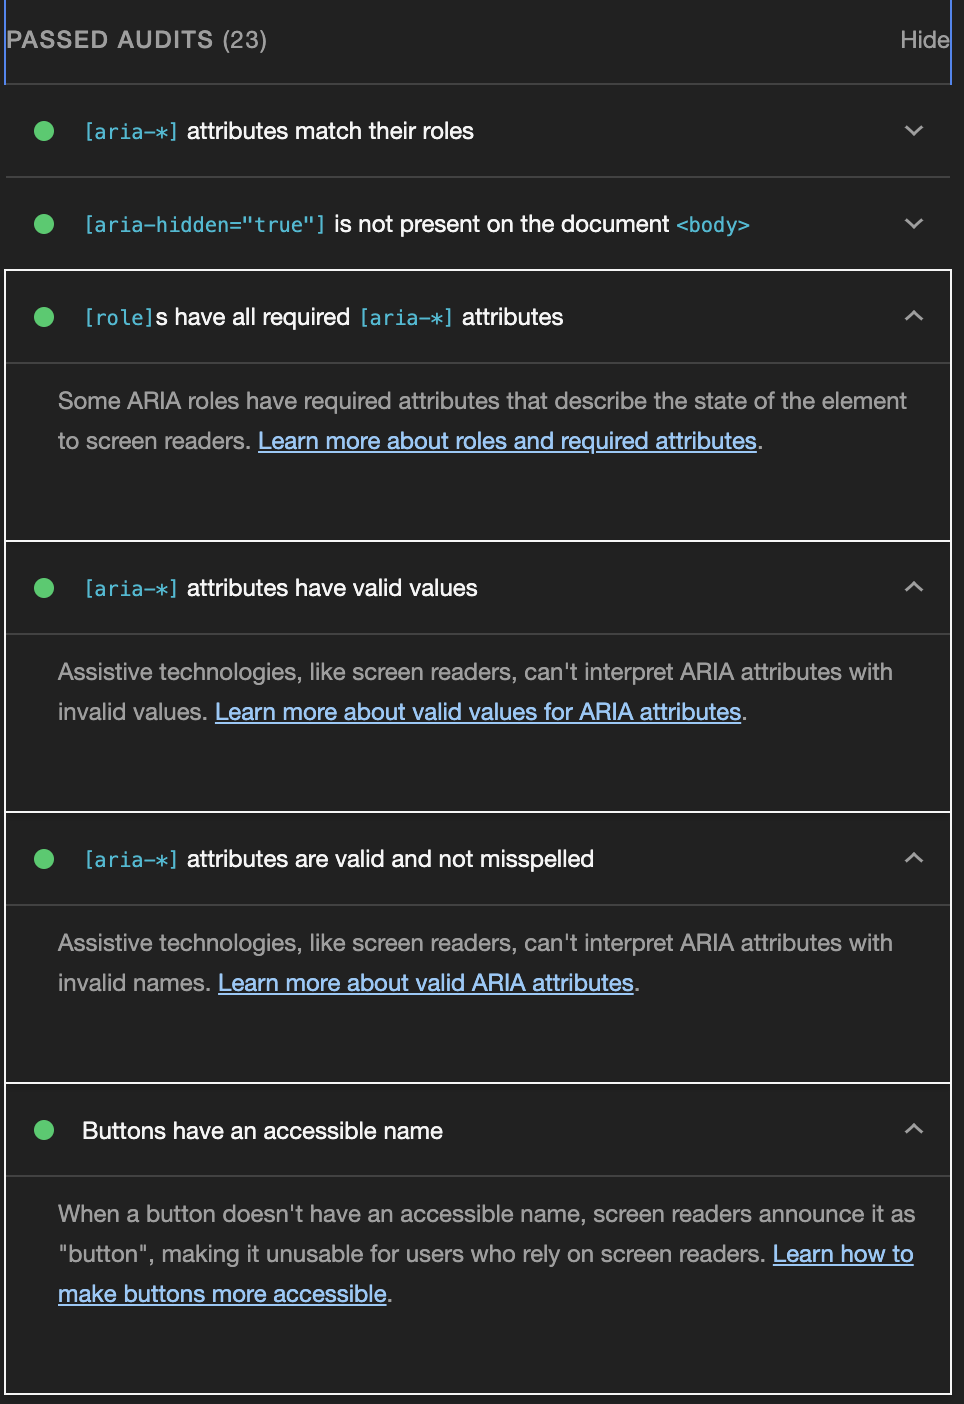 PASSED AUDITS (23) Hide
[aria-*] attributes match their roles
[aria-hidden="true"] is not present on the document <body>
[role]s have all required [aria-*] attributes
Some ARIA roles have required attributes that describe the state of the element
to screen readers. Learn more about roles and required attributes.
[aria-*] attributes have valid values
Assistive technologies, like screen readers, can't interpret ARIA attributes with
invalid values. Learn more about valid values for ARIA attributes.
[aria-*] attributes are valid and not misspelled
Assistive technologies, like screen readers, can't interpret ARIA attributes with
invalid names. Learn more about valid ARIA attributes.
Buttons have an accessible name
When a button doesn't have an accessible name, screen readers announce it as
"button", making it unusable for users who rely on screen readers. Learn how to
make buttons more accessible.